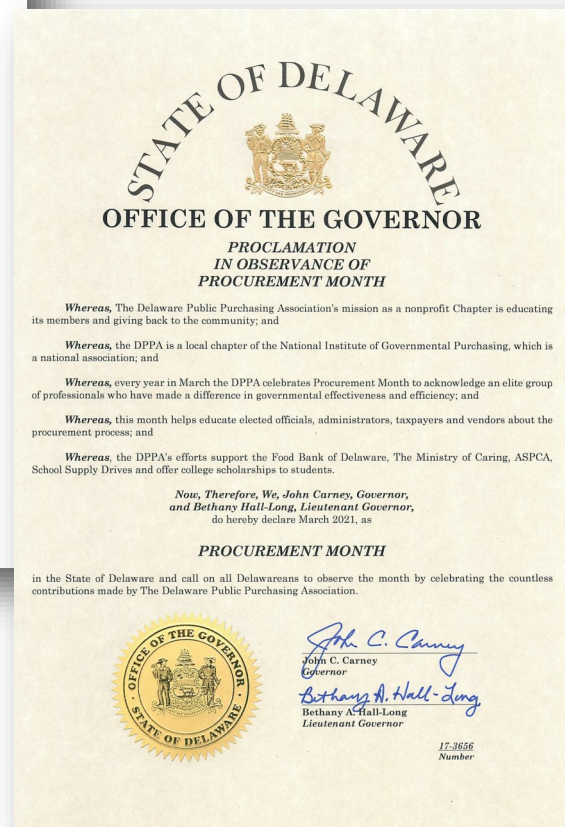 STATE OF DELAWARE
OFFICE OF THE GOVERNOR
PROCLAMATION
IN OBSERVANCE OF
PROCUREMENT MONTH
Whereas, The Delaware Public Purchasing Association's mission as a nonprofit Chapter is educating
its members and giving back to the community; and
Whereas, the DPPA is a local chapter of the National Institute of Governmental Purchasing, which is
a national association; and
Whereas, every year in March the DPPA celebrates Procurement Month to acknowledge an elite group
of professionals who have made a difference in governmental effectiveness and efficiency; and
Whereas, this month helps educate elected officials, administrators, taxpayers and vendors about the
procurement process; and
Whereas, the DPPA's efforts support the Food Bank of Delaware, The Ministry of Caring, ASPCA,
School Supply Drives and offer college scholarships to students.
Now, Therefore, We, John Carney, Governor,
and Bethany Hall-Long, Lieutenant Governor,
do hereby declare March 2021, as
PROCUREMENT MONTH
in the State of Delaware and call on all Delawareans to observe the month by celebrating the countless
contributions made by The Delaware Public Purchasing Association.
OFFICE OF THE GOVERNOR
STATE OF DELAWARE
John C. Carney
John C. Carney
Governor
Bethany A. Hall-Long
Bethany A. Hall-Long
Lieutenant Governor
17-3656
Number